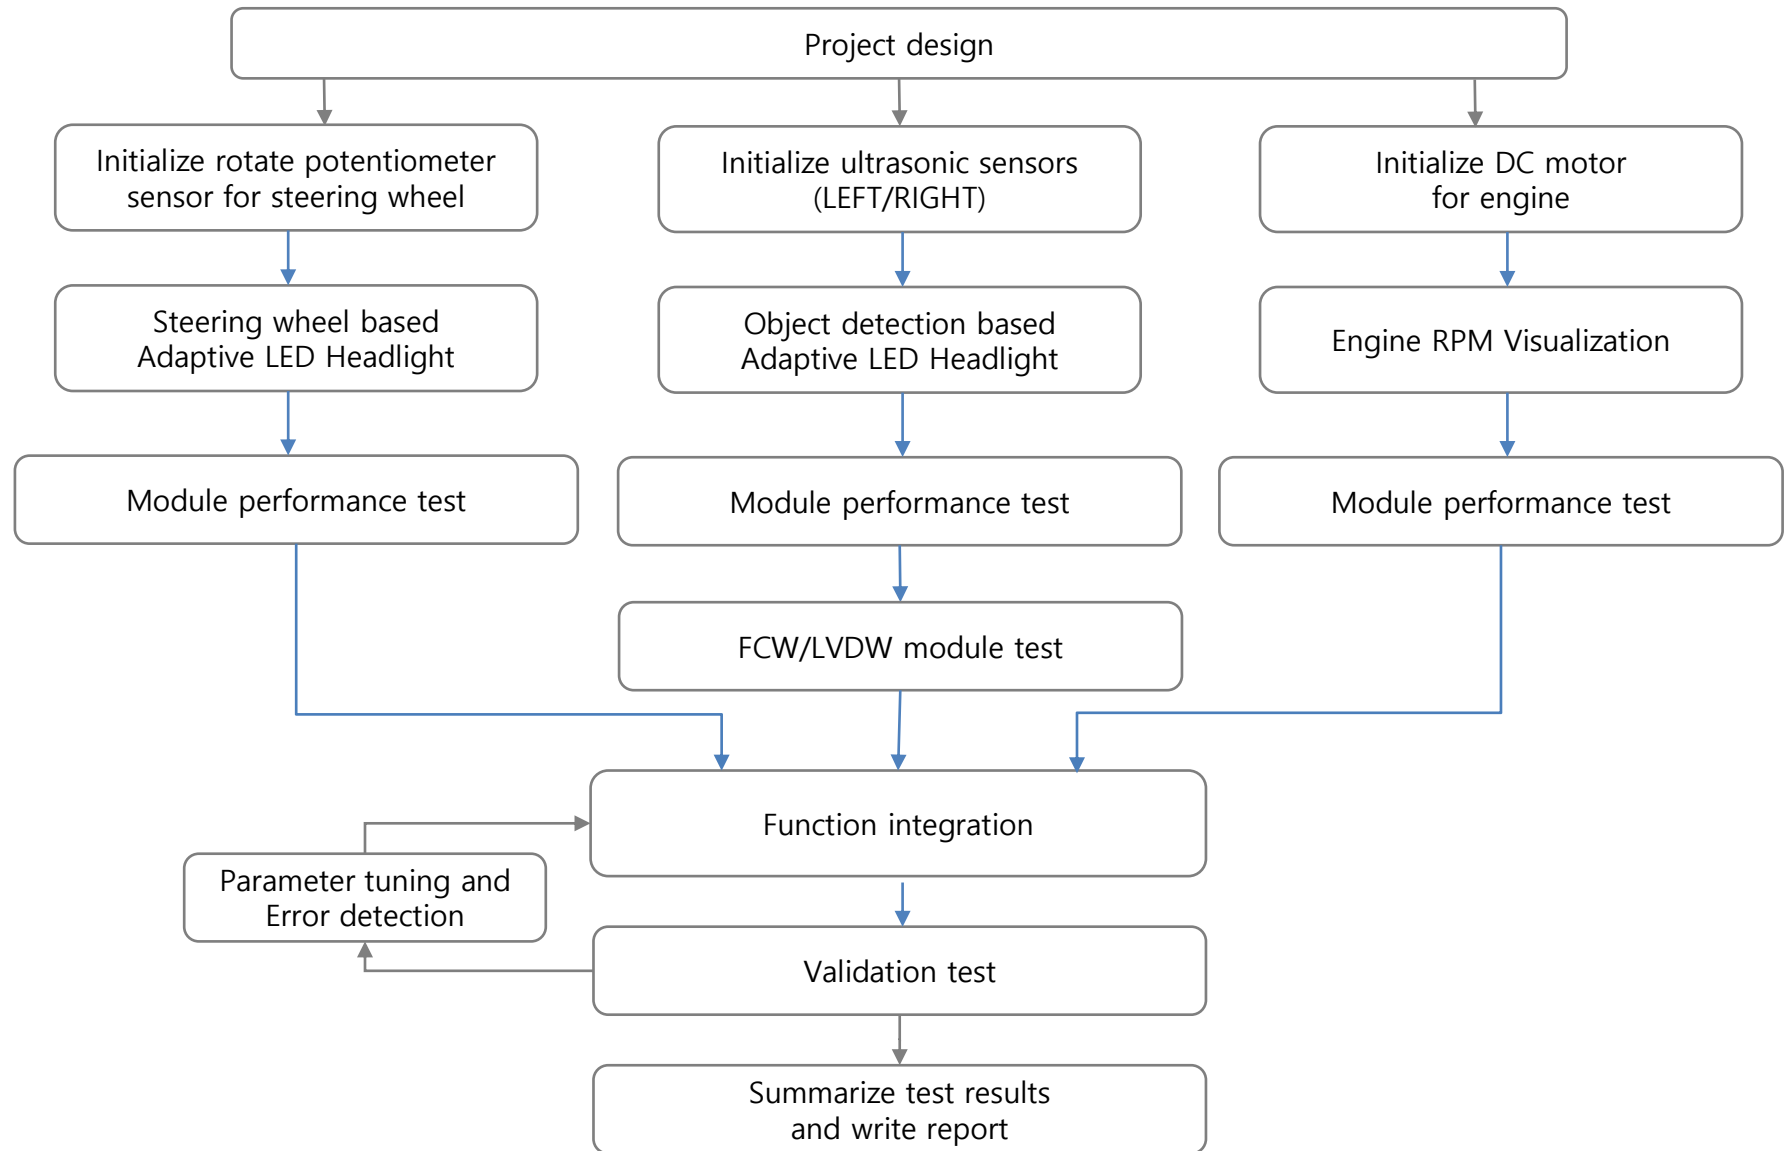 Project design
Initialize rotate potentiometer
sensor for steering wheel
Initialize ultrasonic sensors
(LEFT/RIGHT)
Initialize DC motor
for engine
Steering wheel based
Adaptive LED Headlight
Object detection based
Adaptive LED Headlight
Engine RPM Visualization
Module performance test
Module performance test
Module performance test
FCW/LVDW module test
Function integration
Parameter tuning and
Error detection
Validation test
Summarize test results
and write report